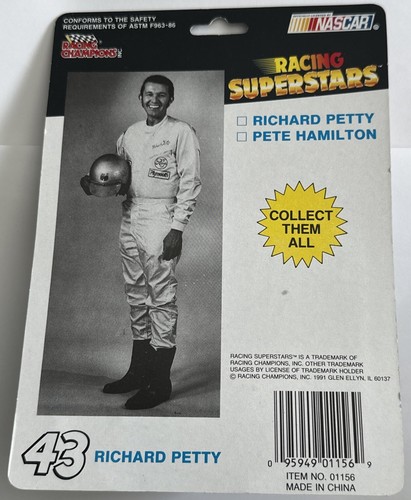 CONFORMS TO THE SAFETY
REQUIREMENTS OF ASTM F963-86
RACING
CHAMPIONS INC.
NASCAR®
RACING
SUPERSTARS™
☐ RICHARD PETTY
☐ PETE HAMILTON
COLLECT
THEM
ALL
Plymouth
RACING SUPERSTARS™ IS A TRADEMARK OF
RACING CHAMPIONS, INC. OTHER TRADEMARK
USAGES BY LICENSE OF TRADEMARK HOLDER
© RACING CHAMPIONS, INC. 1991 GLEN ELLYN, IL 60137
43 RICHARD PETTY
0 95949 01156 9
ITEM NO. 01156
MADE IN CHINA